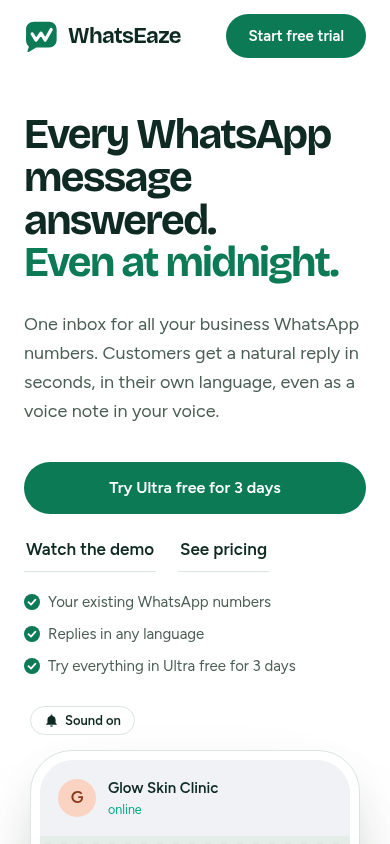 WhatsEaze
Start free trial
Every WhatsApp
message
answered.
Even at midnight.
One inbox for all your business WhatsApp
numbers. Customers get a natural reply in
seconds, in their own language, even as a
voice note in your voice.
Try Ultra free for 3 days
Watch the demo
See pricing
Your existing WhatsApp numbers
Replies in any language
Try everything in Ultra free for 3 days
Sound on
G
Glow Skin Clinic
online